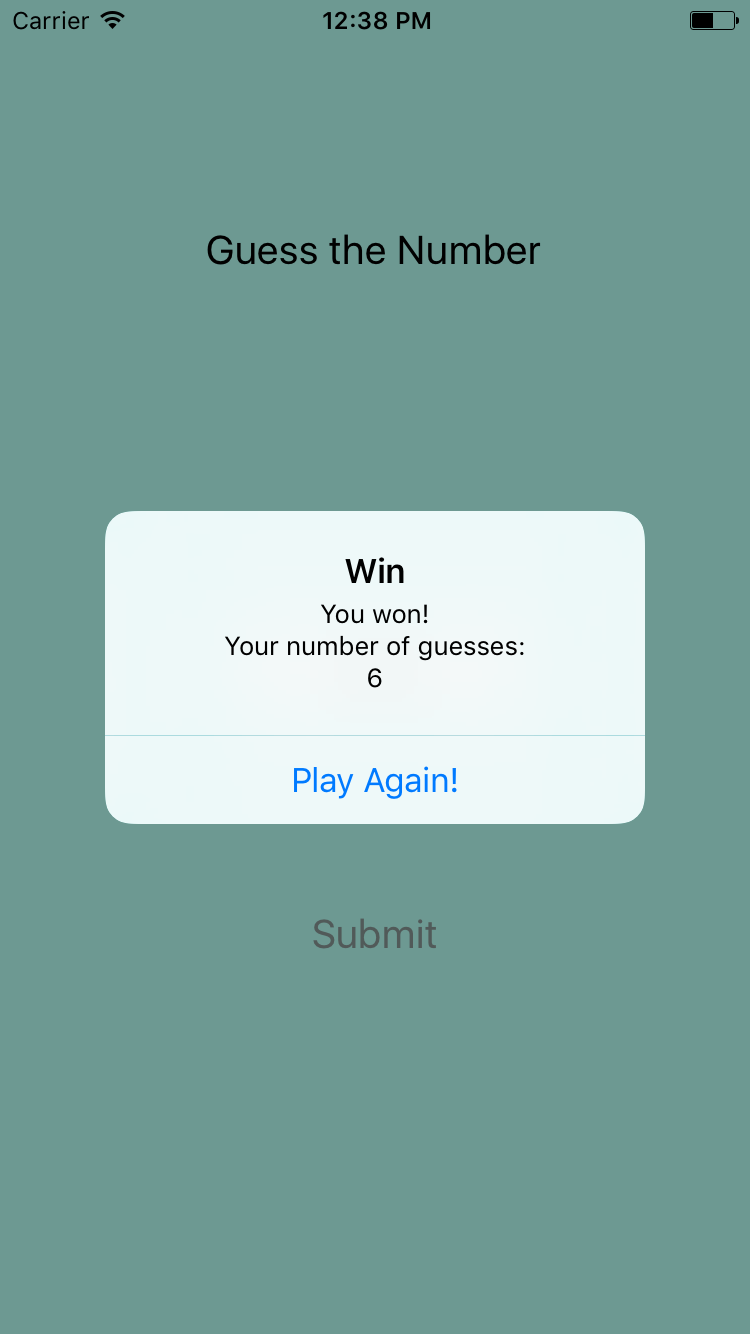 Carrier 12:38 PM
Guess the Number
Win
You won!
Your number of guesses:
6
Play Again!
Submit